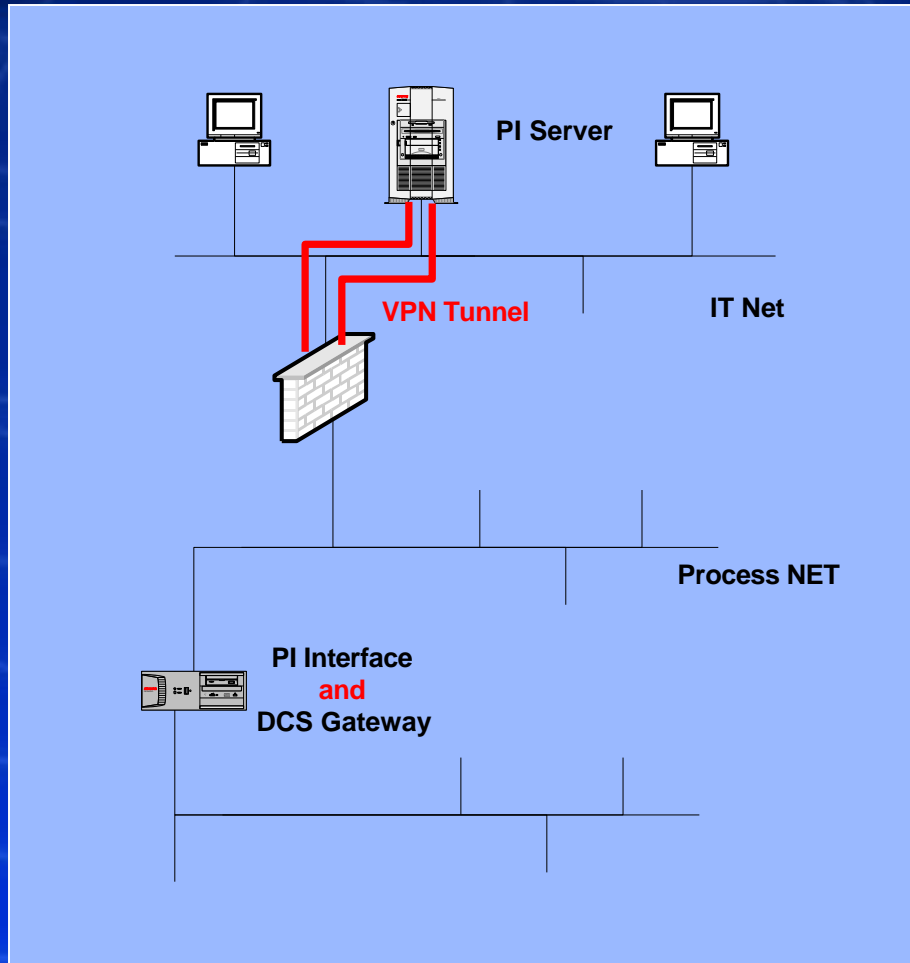 PI Server
VPN Tunnel
IT Net
Process NET
PI Interface
and
DCS Gateway